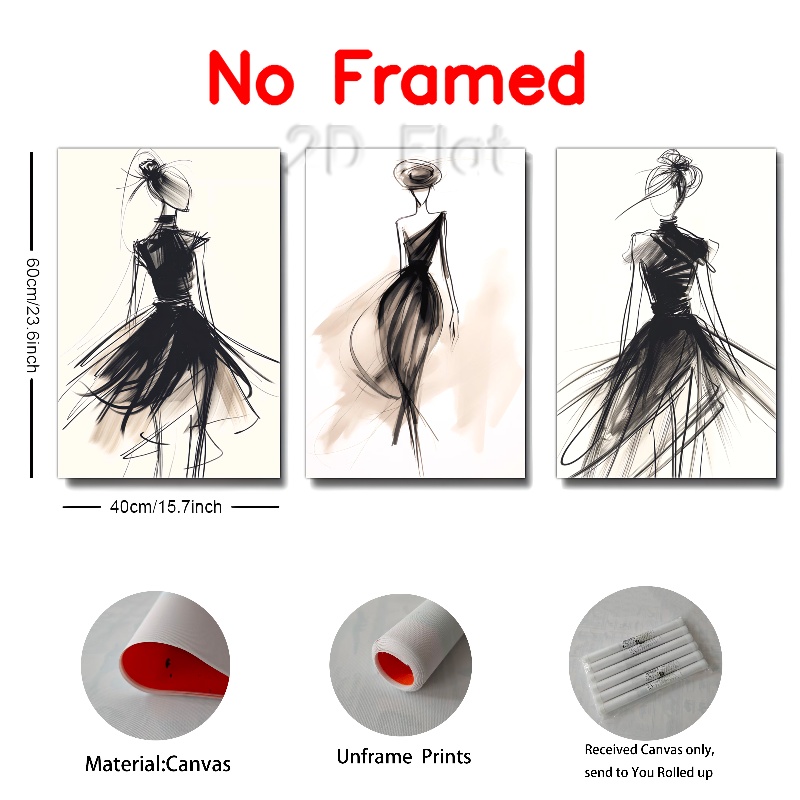 No Framed
2D Flat
60cm/23.6inch
40cm/15.7inch
Material:Canvas
Unframe Prints
Received Canvas only,
send to You Rolled up